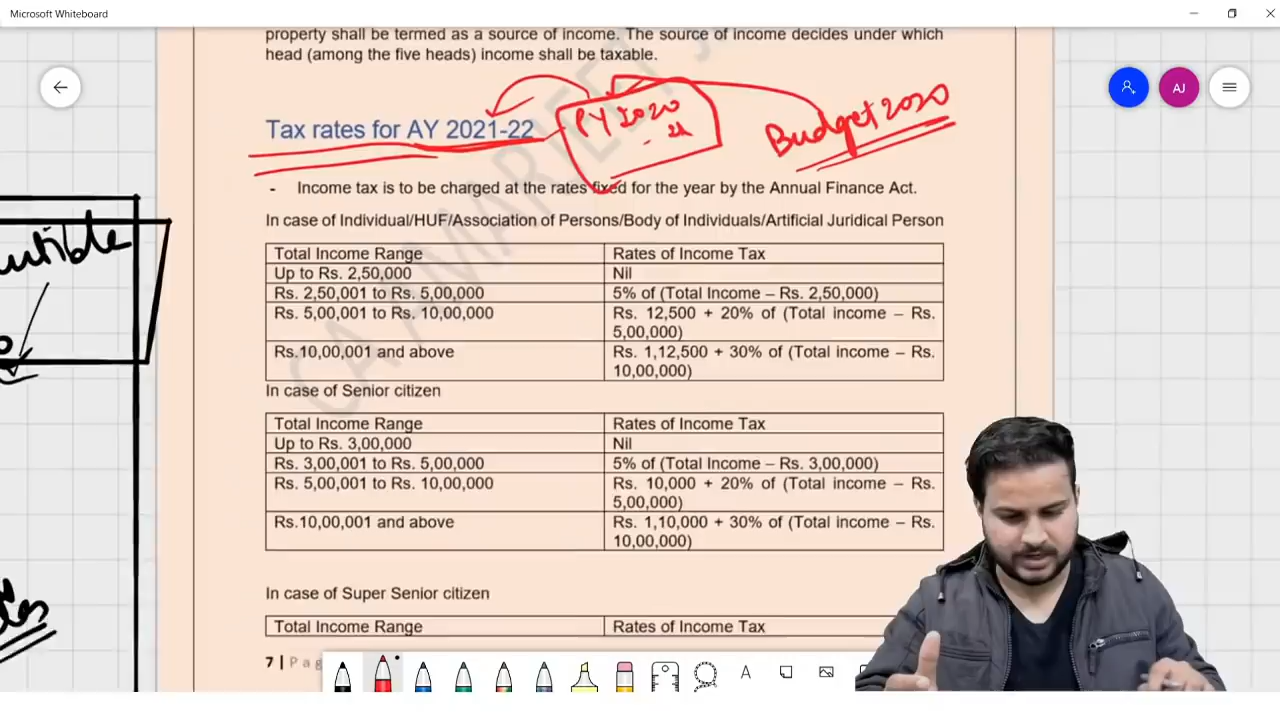 Microsoft Whiteboard
property shall be termed as a source of income. The source of income decides under which
head (among the five heads) income shall be taxable.
AJ
Budget 2020
PY 2020
- 21
Tax rates for AY 2021-22
- Income tax is to be charged at the rates fixed for the year by the Annual Finance Act.
In case of Individual/HUF/Association of Persons/Body of Individuals/Artificial Juridical Person
Total Income Range Rates of Income Tax
Up to Rs. 2,50,000 Nil
Rs. 2,50,001 to Rs. 5,00,000 5% of (Total Income – Rs. 2,50,000)
Rs. 5,00,001 to Rs. 10,00,000 Rs. 12,500 + 20% of (Total income – Rs.
5,00,000)
Rs.10,00,001 and above Rs. 1,12,500 + 30% of (Total income – Rs.
10,00,000)
In case of Senior citizen
Total Income Range Rates of Income Tax
Up to Rs. 3,00,000 Nil
Rs. 3,00,001 to Rs. 5,00,000 5% of (Total Income – Rs. 3,00,000)
Rs. 5,00,001 to Rs. 10,00,000 Rs. 10,000 + 20% of (Total income – Rs.
5,00,000)
Rs.10,00,001 and above Rs. 1,10,000 + 30% of (Total income – Rs.
10,00,000)
In case of Super Senior citizen
Total Income Range Rates of Income Tax
7 | Pag
A
CA AMARJEET